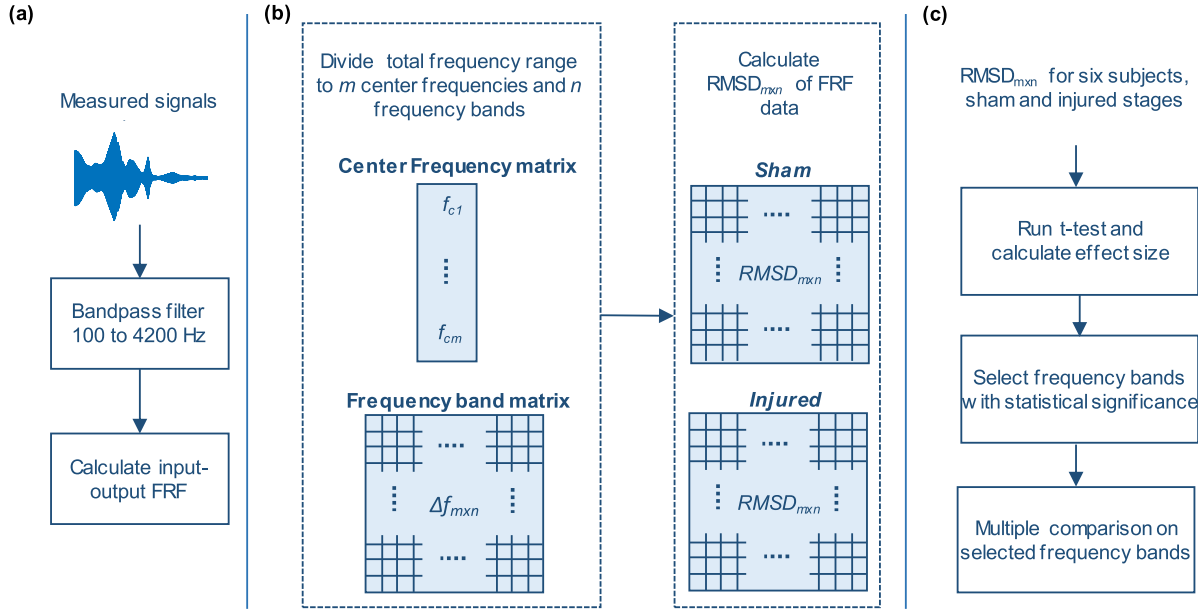 (a)
Measured signals
Bandpass filter
100 to 4200 Hz
Calculate input-
output FRF
(b)
Divide total frequency range
to m center frequencies and n
frequency bands
Center Frequency matrix
fc1
fcm
Frequency band matrix
Δfmxn
Calculate
RMSDmxn of FRF
data
Sham
RMSDmxn
Injured
RMSDmxn
(c)
RMSDmxn for six subjects,
sham and injured stages
Run t-test and
calculate effect size
Select frequency bands
with statistical significance
Multiple comparison on
selected frequency bands